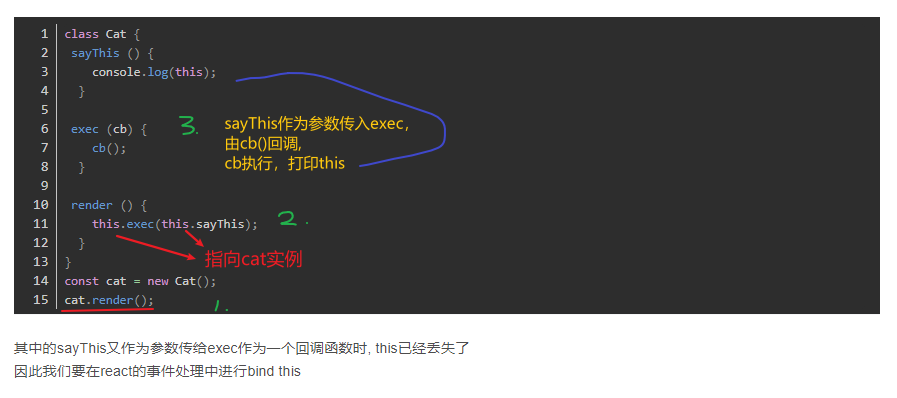 1 class Cat {
2 sayThis () {
3 console.log(this);
4 }
5
6 exec (cb) {
7 cb();
8 }
9
10 render () {
11 this.exec(this.sayThis);
12 }
13 }
14 const cat = new Cat();
15 cat.render();
3.
sayThis作为参数传入exec，
由cb()回调,
cb执行，打印this
2.
指向cat实例
1.
其中的sayThis又作为参数传给exec作为一个回调函数时, this已经丢失了
因此我们要在react的事件处理中进行bind this